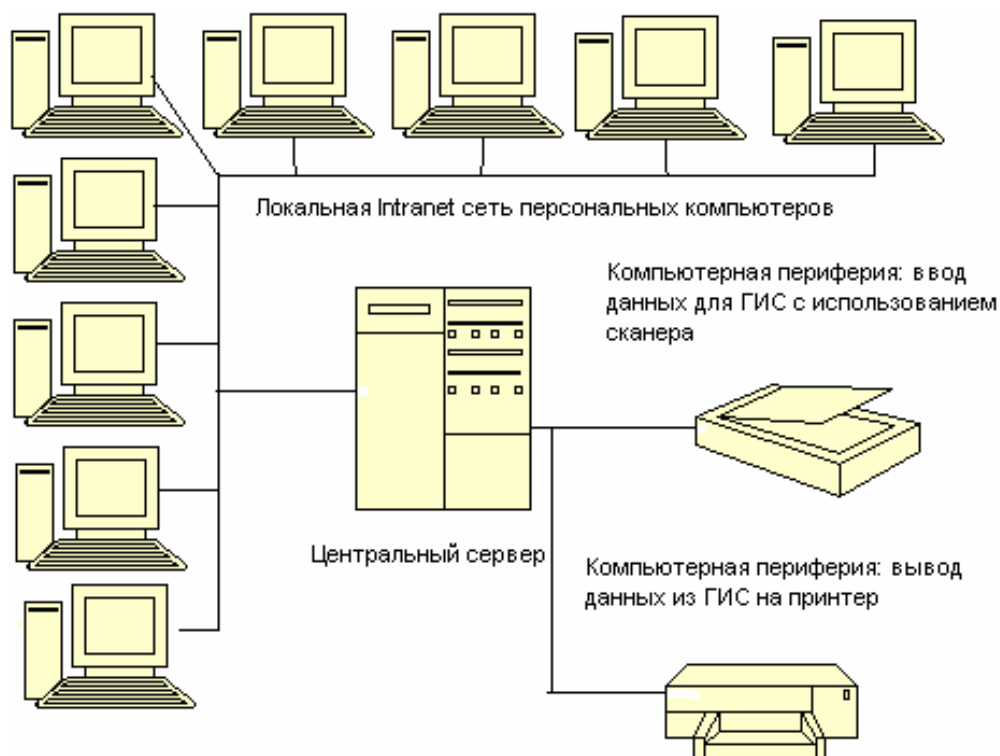 Локальная Intranet сеть персональных компьютеров
Компьютерная периферия: ввод
данных для ГИС с использованием
сканера
Центральный сервер
Компьютерная периферия: вывод
данных из ГИС на принтер